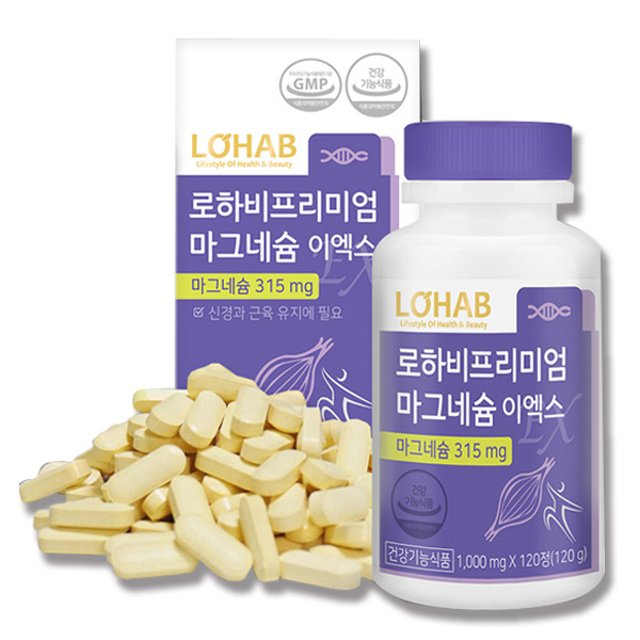 GMP
건강
기능식품
LOHAB
Lifestyle Of Health & Beauty
로하비프리미엄
마그네슘 이엑스
EX
마그네슘 315 mg
신경과 근육 유지에 필요
LOHAB
Lifestyle Of Health & Beauty
로하비프리미엄
마그네슘 이엑스
EX
마그네슘 315 mg
건강
기능식품
건강기능식품 1,000 mg X 120정(120 g)